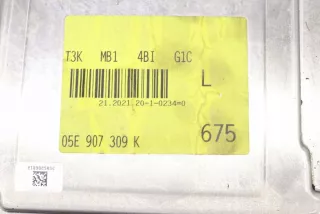 T3K MB1 4BI G1C
L
21.2021.20-1-0234=0
05E 907 309 K 675